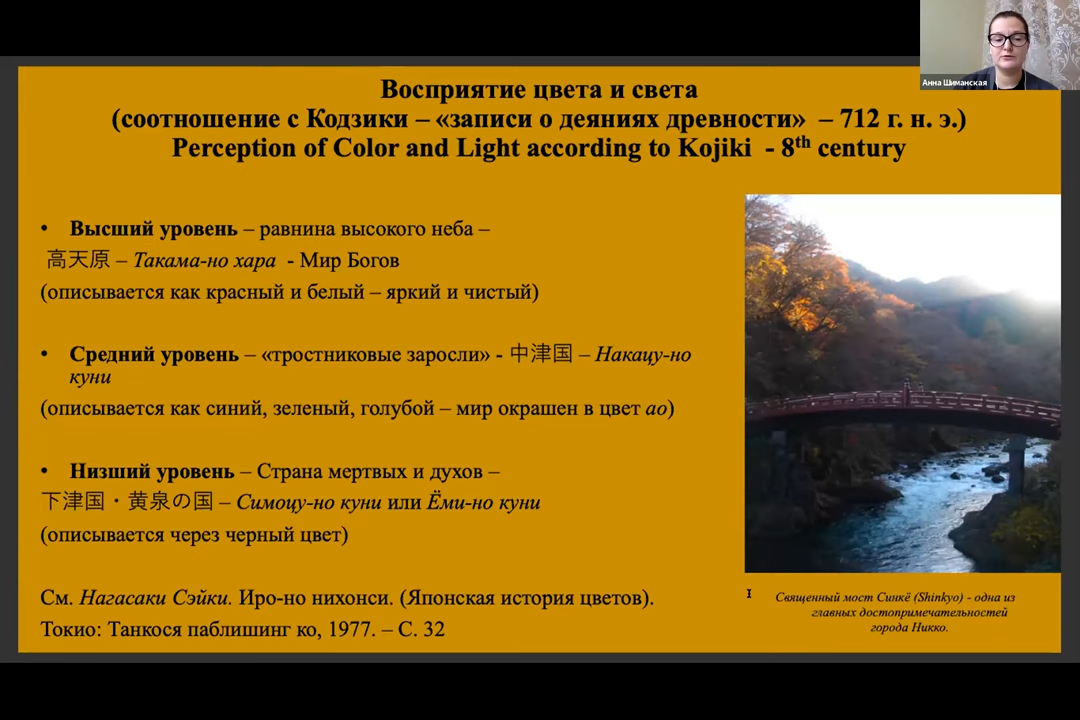 Анна Шиманская
Восприятие цвета и света
(соотношение с Кодзики – «записи о деяниях древности» – 712 г. н. э.)
Perception of Color and Light according to Kojiki - 8th century
• Высший уровень – равнина высокого неба –
高天原 – Такама-но хара - Мир Богов
(описывается как красный и белый – яркий и чистый)
• Средний уровень – «тростниковые заросли» - 中津国 – Накацу-но
куни
(описывается как синий, зеленый, голубой – мир окрашен в цвет ао)
• Низший уровень – Страна мертвых и духов –
下津国・黄泉の国 – Симоцу-но куни или Ёми-но куни
(описывается через черный цвет)
См. Нагасаки Сэйки. Иро-но нихонси. (Японская история цветов).
Токио: Танкося паблишинг ко, 1977. – С. 32
Священный мост Синкё (Shinkyo) - одна из
главных достопримечательностей
города Никко.